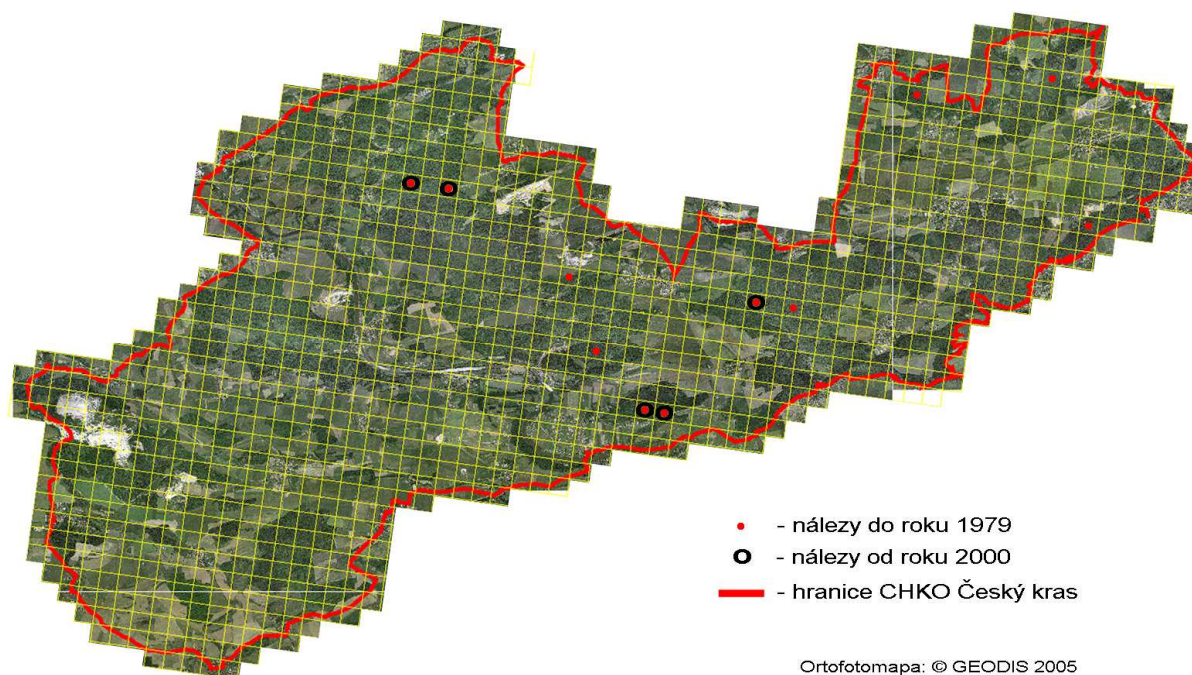 - nálezy do roku 1979
- nálezy od roku 2000
- hranice CHKO Český kras
Ortofotomapa: © GEODIS 2005